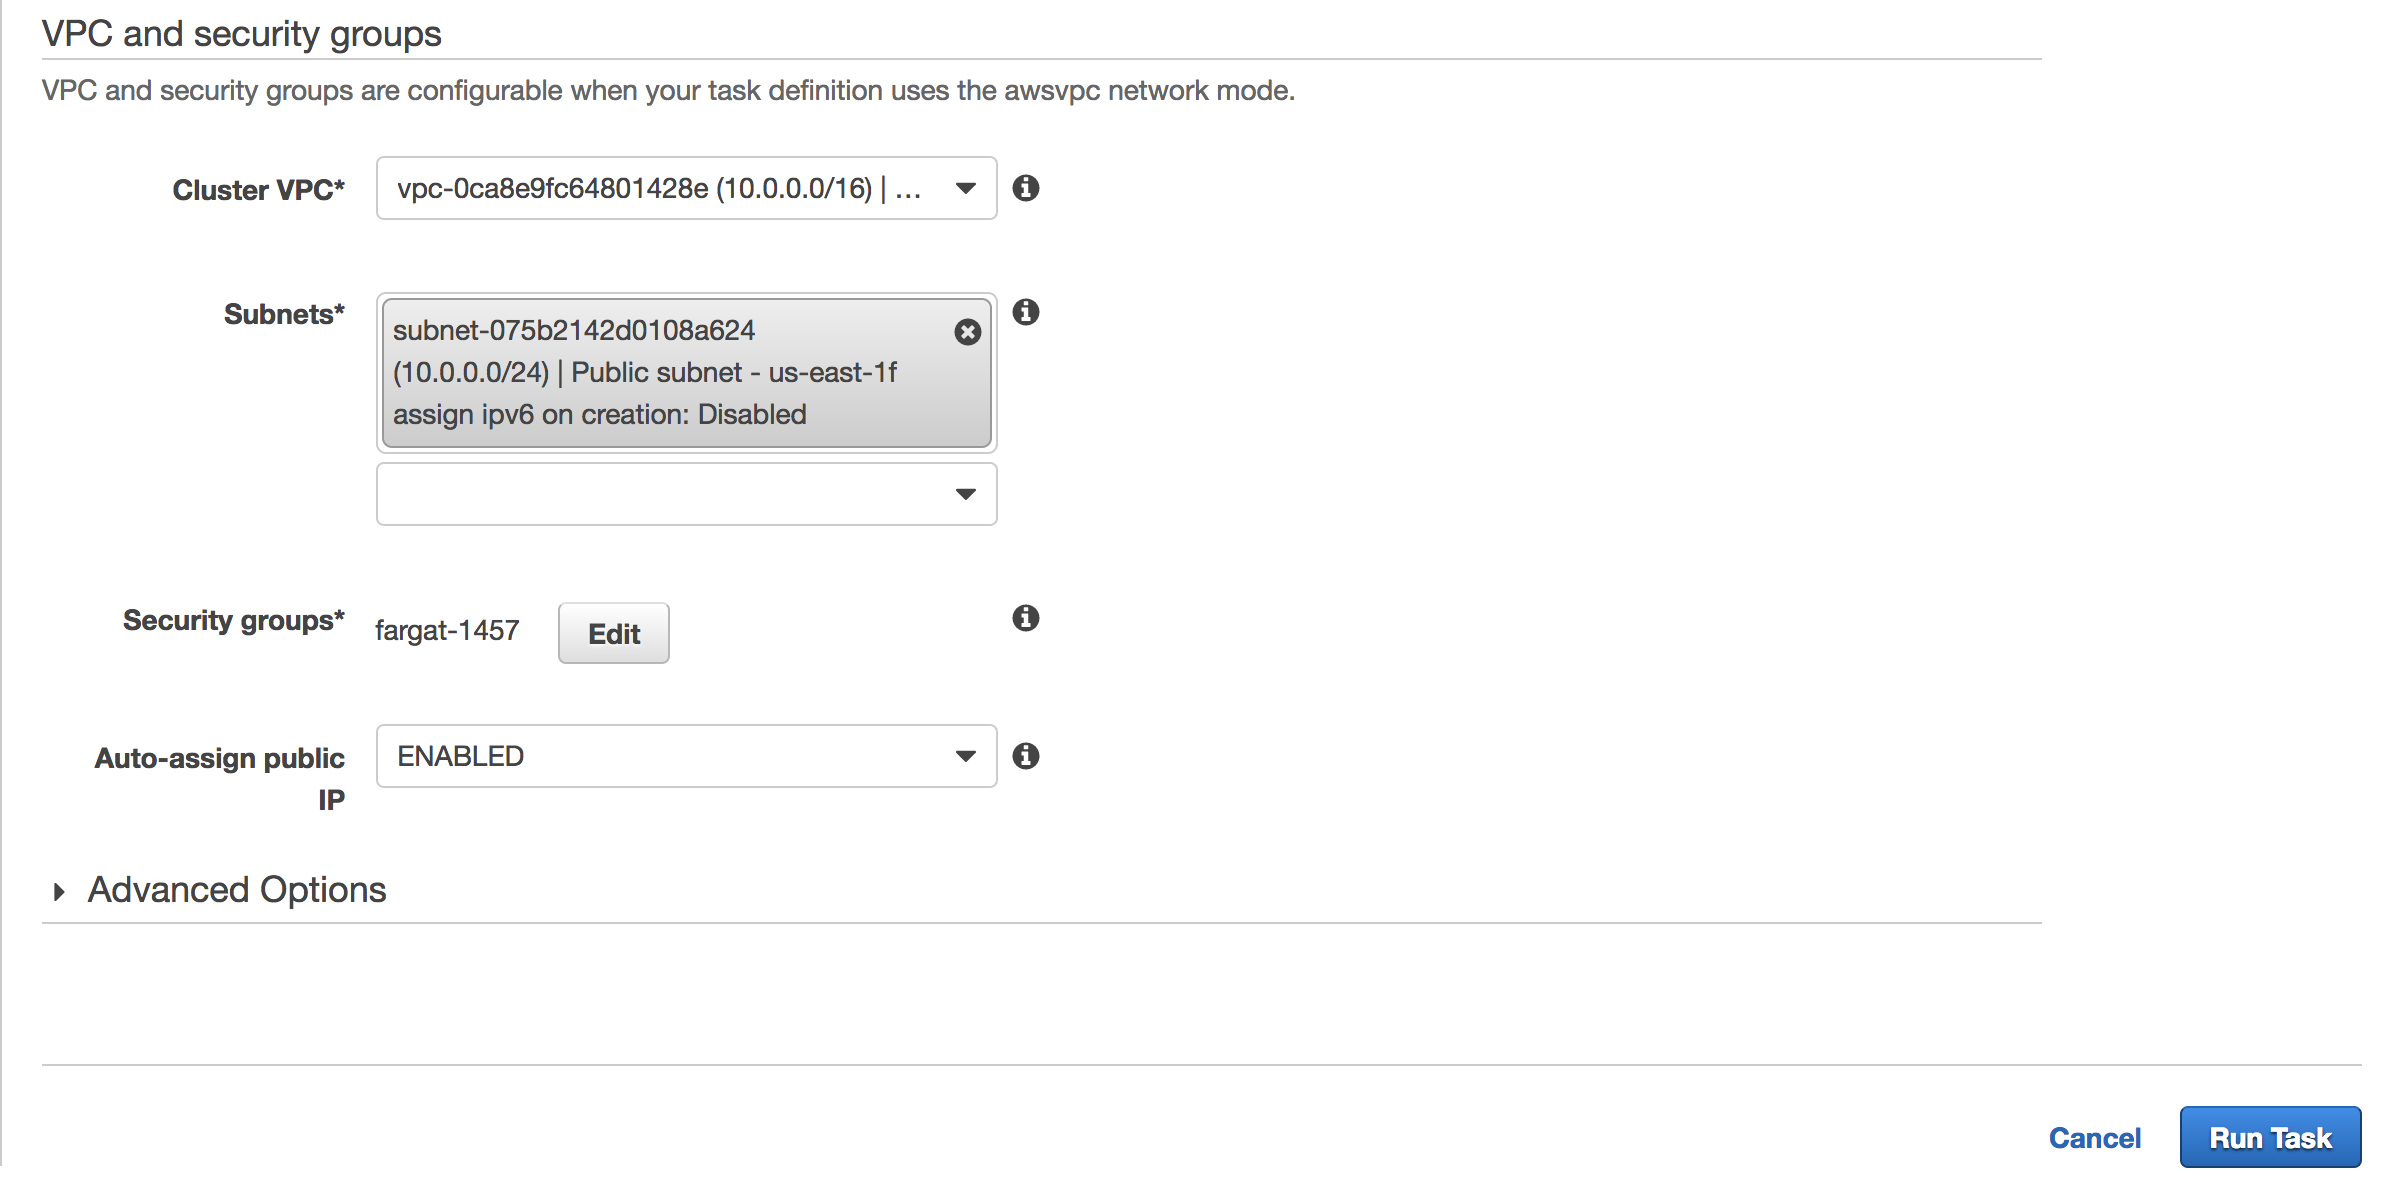 VPC and security groups
VPC and security groups are configurable when your task definition uses the awsvpc network mode.
Cluster VPC*
vpc-0ca8e9fc64801428e (10.0.0.0/16) | ...
Subnets*
subnet-075b2142d0108a624
(10.0.0.0/24) | Public subnet - us-east-1f
assign ipv6 on creation: Disabled
Security groups*
fargat-1457
Edit
Auto-assign public
IP
ENABLED
Advanced Options
Cancel
Run Task